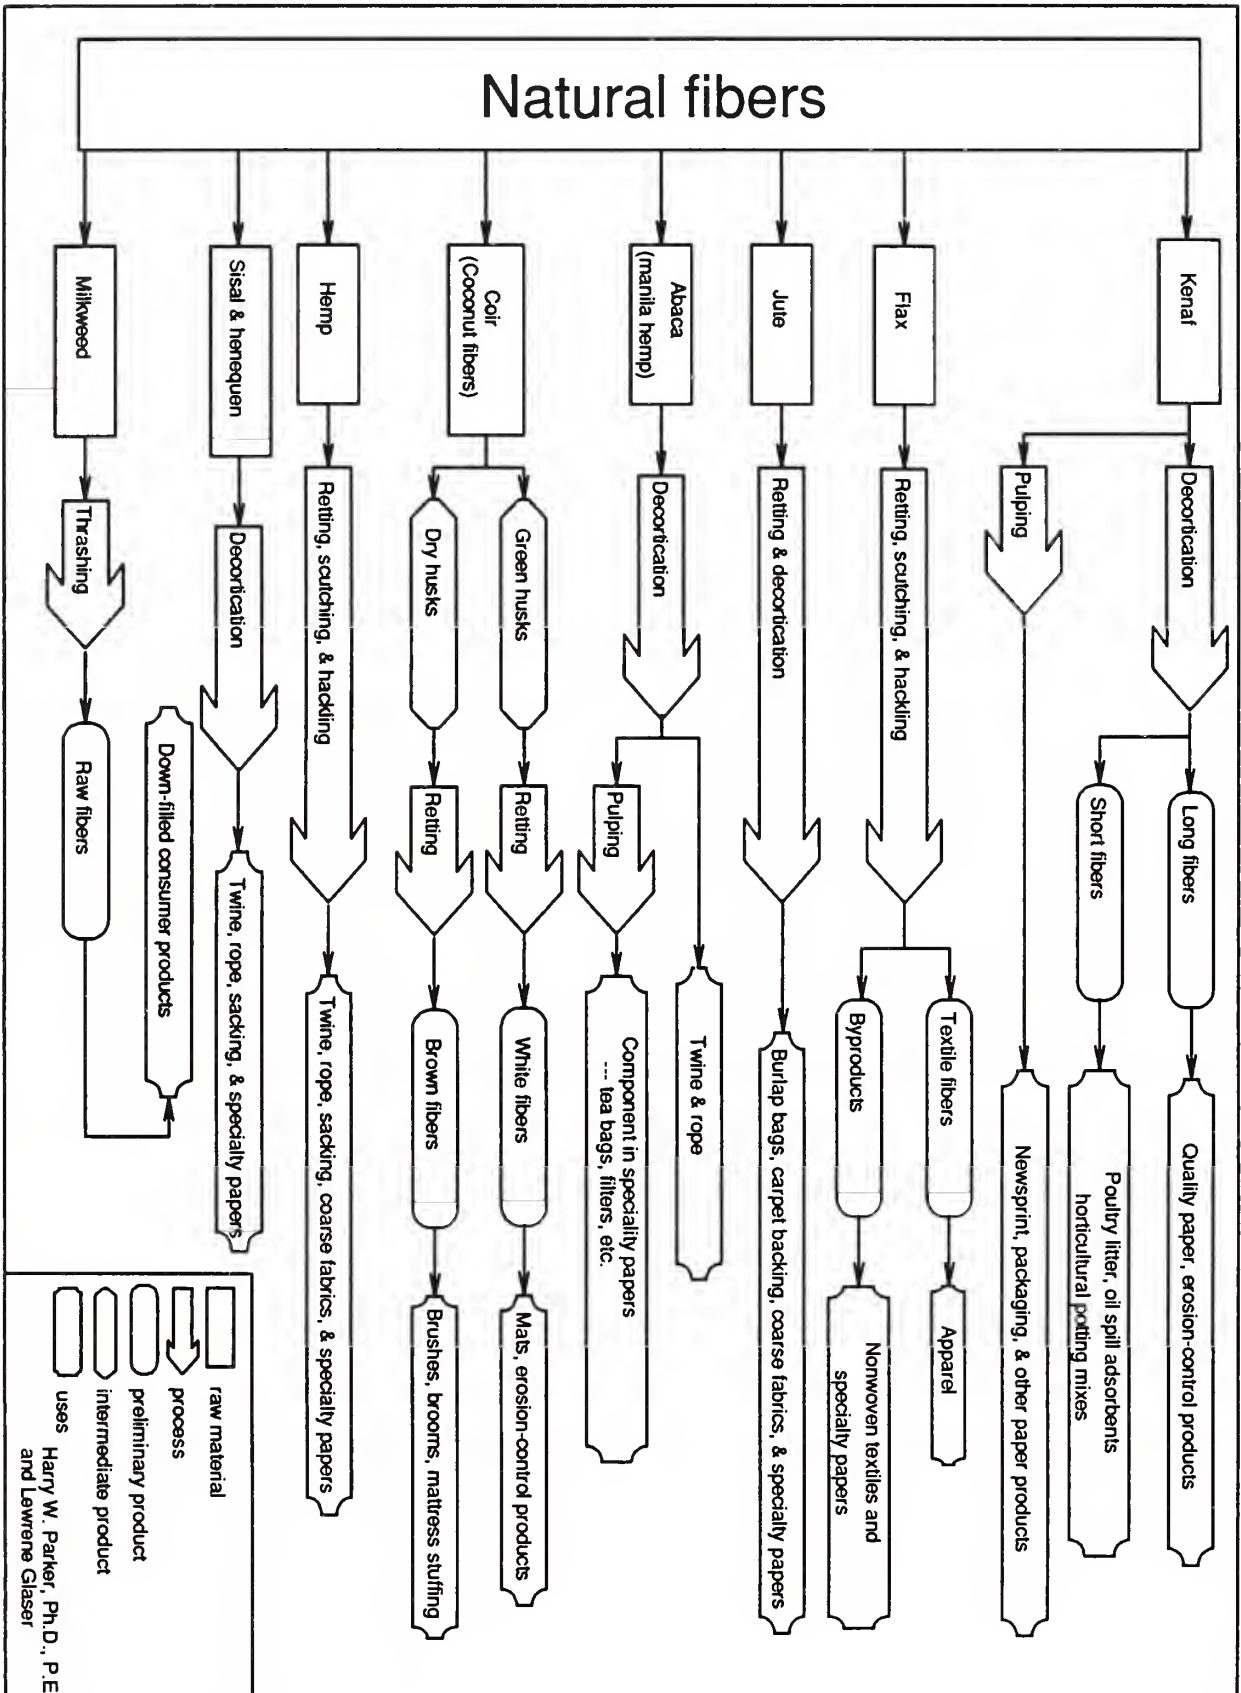 Natural fibers
Kenaf
Decortication
Long fibers
Quality paper, erosion-control products
Short fibers
Poultry litter, oil spill adsorbents
horticultural potting mixes
Pulping
Newsprint, packaging, & other paper products
Flax
Retting, scutching, & hackling
Textile fibers
Apparel
Byproducts
Nonwoven textiles and
specialty papers
Jute
Retting & decortication
Burlap bags, carpet backing, coarse fabrics, & specialty papers
Abaca
(manila hemp)
Decortication
Twine & rope
Pulping
Component in speciality papers
--- tea bags, filters, etc.
Coir
(Coconut fibers)
Green husks
Retting
White fibers
Mats, erosion-control products
Dry husks
Retting
Brown fibers
Brushes, brooms, mattress stuffing
Hemp
Retting, scutching, & hackling
Twine, rope, sacking, coarse fabrics, & specialty papers
Sisal & henequen
Decortication
Twine, rope, sacking, & specialty papers
Milkweed
Thrashing
Raw fibers
Down-filled consumer products
raw material
process
preliminary product
intermediate product
uses
Harry W. Parker, Ph.D., P.E
and Lewrene Glaser